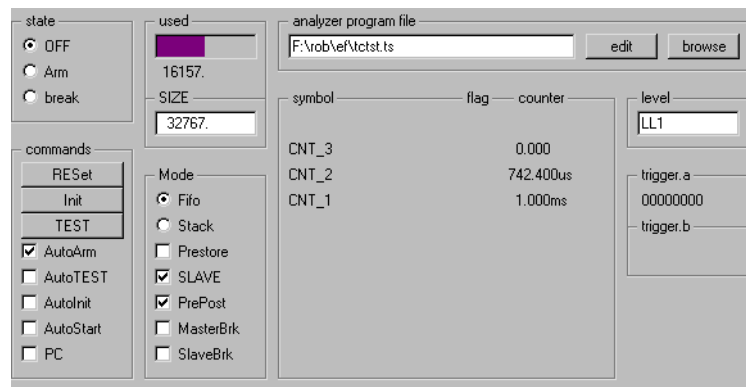 state
OFF
Arm
break
used
16157.
SIZE
32767.
analyzer program file
F:\rob\ef\tctst.ts
edit
browse
commands
RESet
Init
TEST
AutoArm
AutoTEST
AutoInit
AutoStart
PC
Mode
Fifo
Stack
Prestore
SLAVE
PrePost
MasterBrk
SlaveBrk
symbol flag counter
CNT_3 0.000
CNT_2 742.400us
CNT_1 1.000ms
level
LL1
trigger.a
00000000
trigger.b